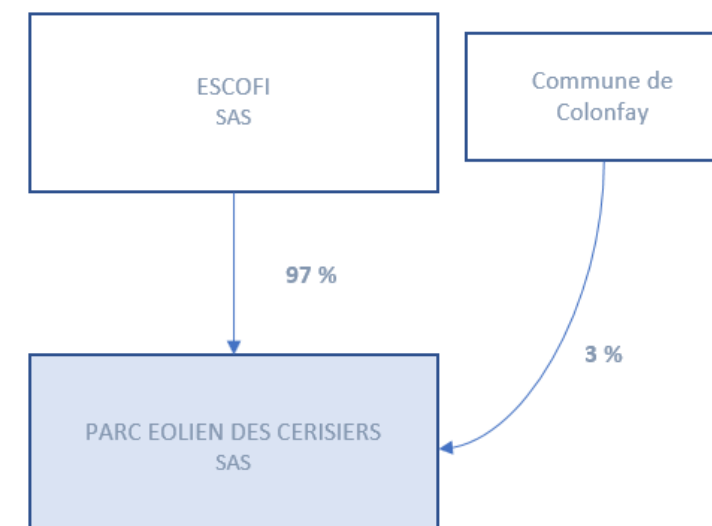 ESCOFI
SAS
Commune de
Colonfay
97 %
3 %
PARC EOLIEN DES CERISIERS
SAS